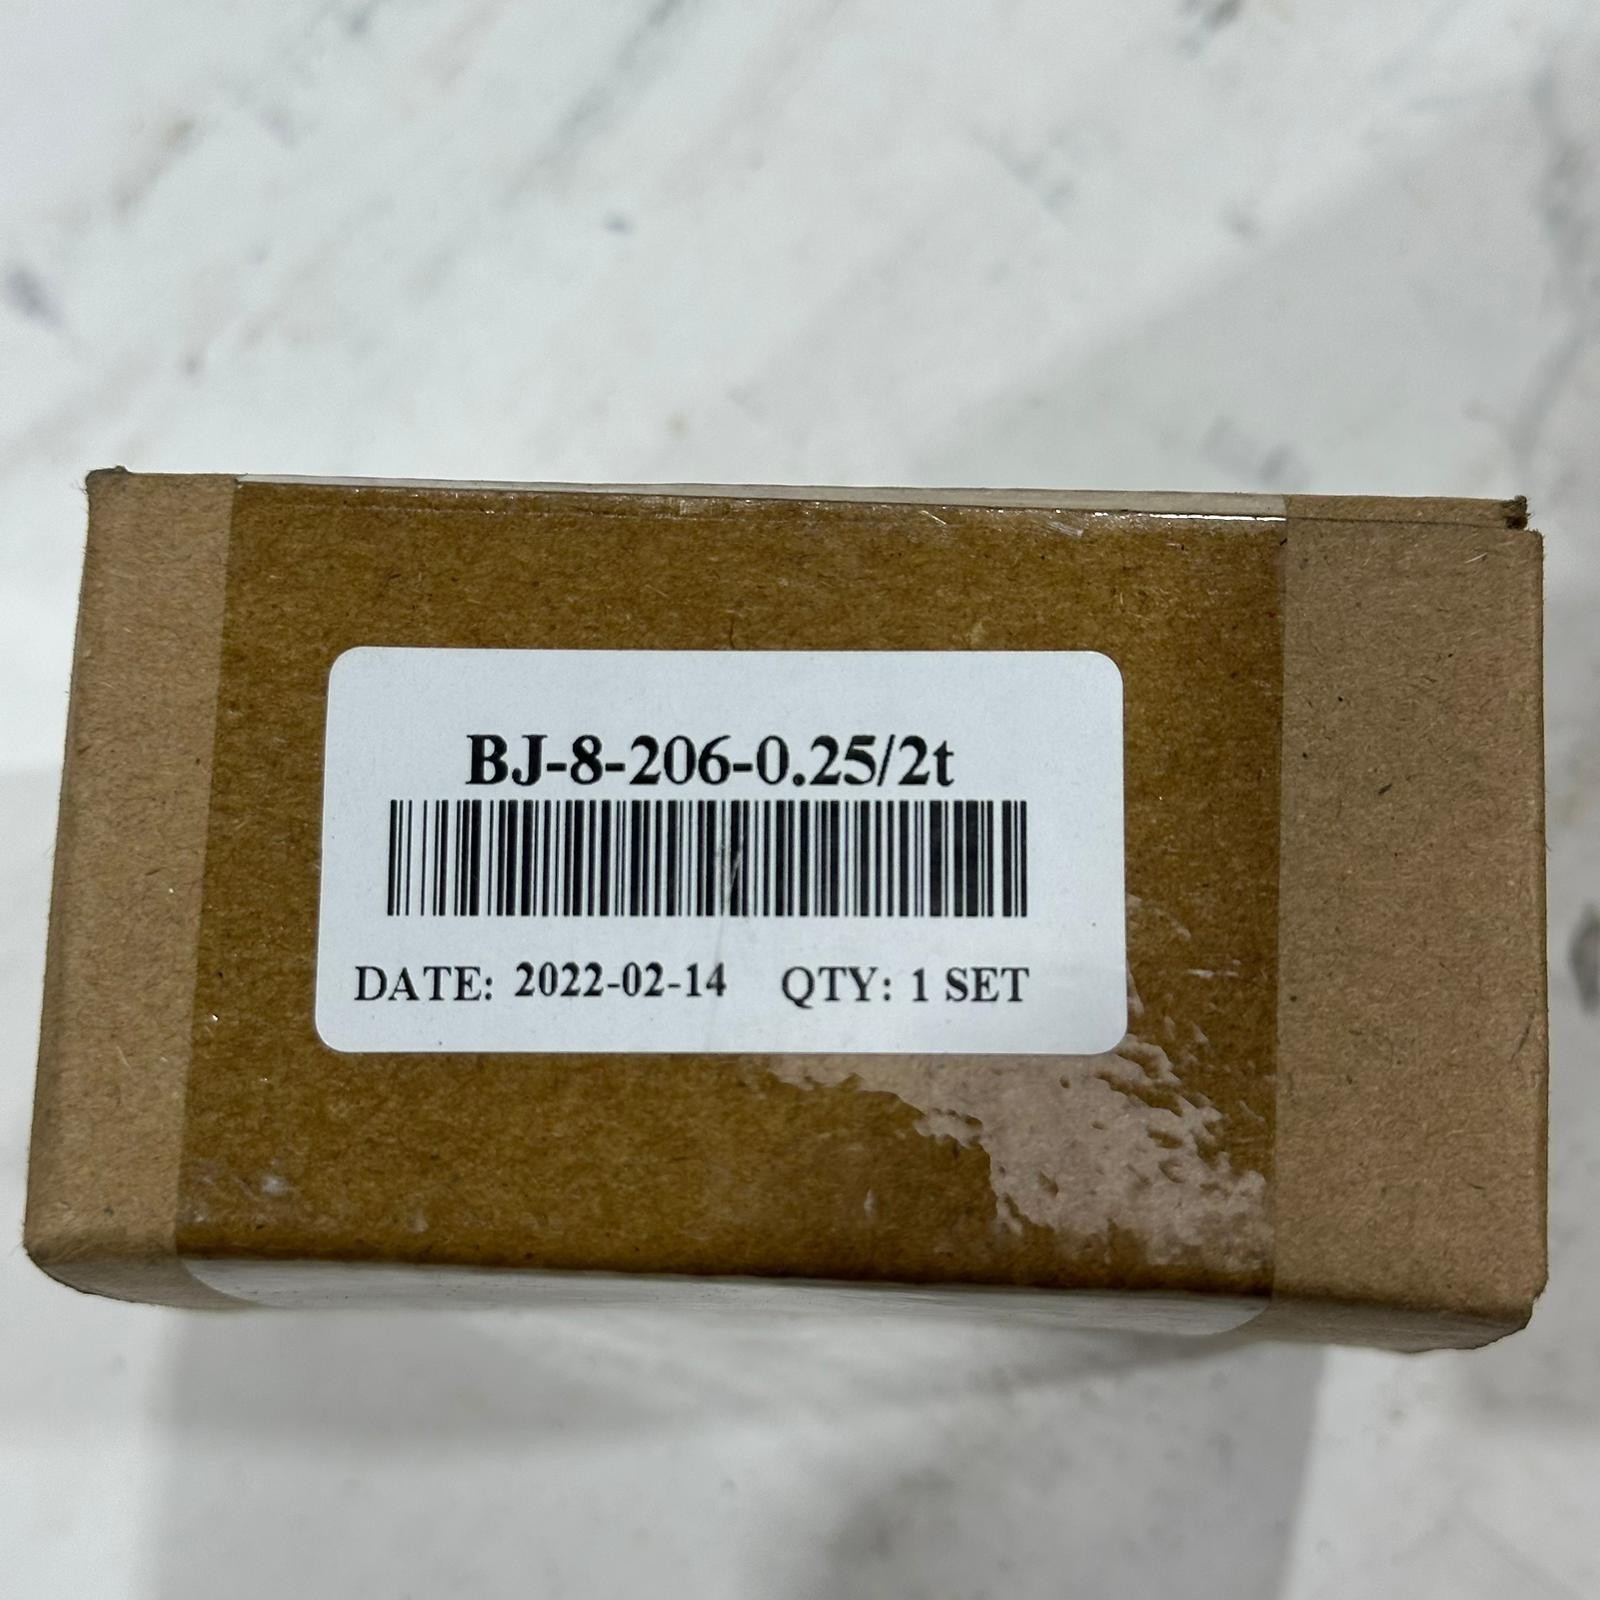 BJ-8-206-0.25/2t
DATE: 2022-02-14 QTY: 1 SET